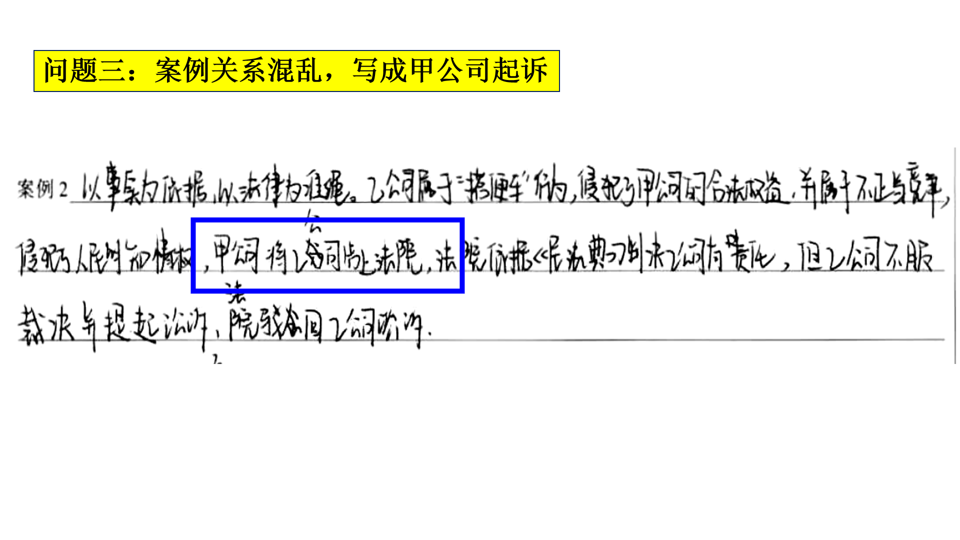 问题三：案例关系混乱，写成甲公司起诉
案例2 以事实为依据，以法律为准绳。乙公司属于“搭便车”行为，侵犯了甲公司的合法权益，并属于不正当竞争，
侵犯了人民的知情权，甲公司将乙公司告上法院，法院依据《民法典》判决乙公司有责任，但乙公司不服
裁决并提起诉讼，法院驳回乙公司诉讼．